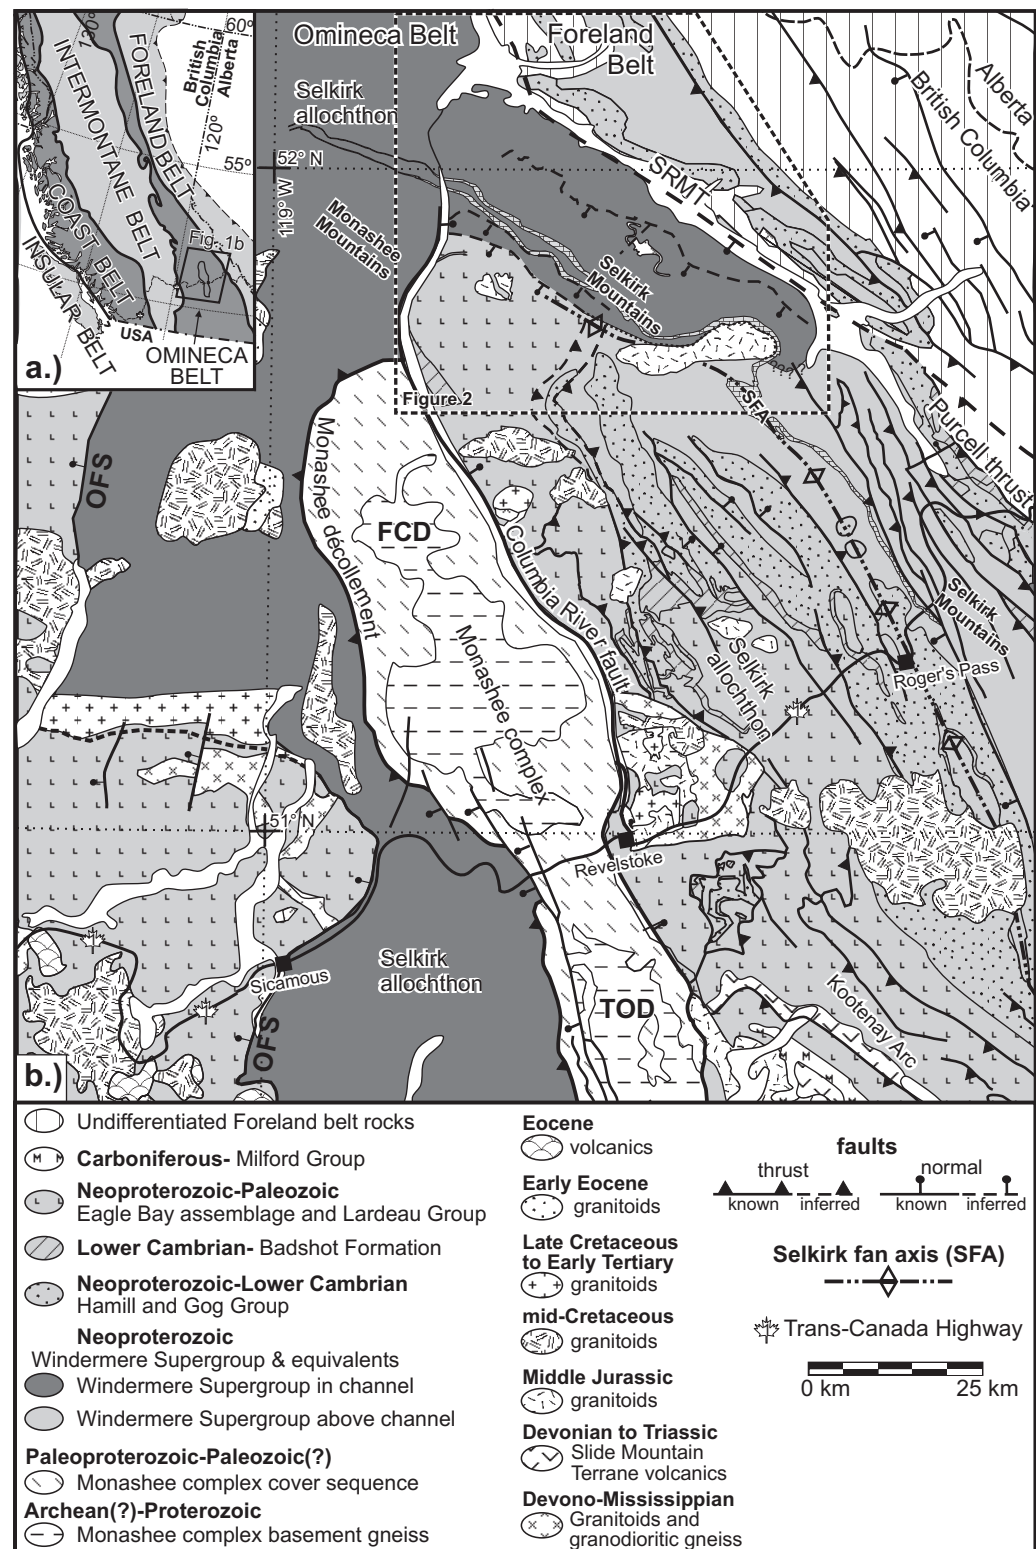 60°
130°
FORELAND BELT
INTERMONTANE BELT
British
Columbia
Alberta
120°
55°
COAST BELT
INSULAR BELT
Fig. 1b
USA
OMINECA
BELT
a.)
Omineca Belt
Foreland
Belt
Selkirk
allochthon
Alberta
British Columbia
52° N
119° W
SRMT
Monashee
Mountains
Selkirk
Mountains
Figure 2
SFA
Purcell thrust
OFS
Monashee décollement
FCD
Columbia River fault
Monashee complex
Selkirk
allochthon
Selkirk
Mountains
Roger's Pass
51° N
Revelstoke
Sicamous
Selkirk
allochthon
OFS
TOD
Kootenay Arc
b.)
Undifferentiated Foreland belt rocks
Carboniferous- Milford Group
Neoproterozoic-Paleozoic
Eagle Bay assemblage and Lardeau Group
Lower Cambrian- Badshot Formation
Neoproterozoic-Lower Cambrian
Hamill and Gog Group
Neoproterozoic
Windermere Supergroup & equivalents
Windermere Supergroup in channel
Windermere Supergroup above channel
Paleoproterozoic-Paleozoic(?)
Monashee complex cover sequence
Archean(?)-Proterozoic
Monashee complex basement gneiss
Eocene
volcanics
Early Eocene
granitoids
Late Cretaceous
to Early Tertiary
granitoids
mid-Cretaceous
granitoids
Middle Jurassic
granitoids
Devonian to Triassic
Slide Mountain
Terrane volcanics
Devono-Mississippian
Granitoids and
granodioritic gneiss
faults
thrust
normal
known
inferred
known
inferred
Selkirk fan axis (SFA)
Trans-Canada Highway
0 km
25 km